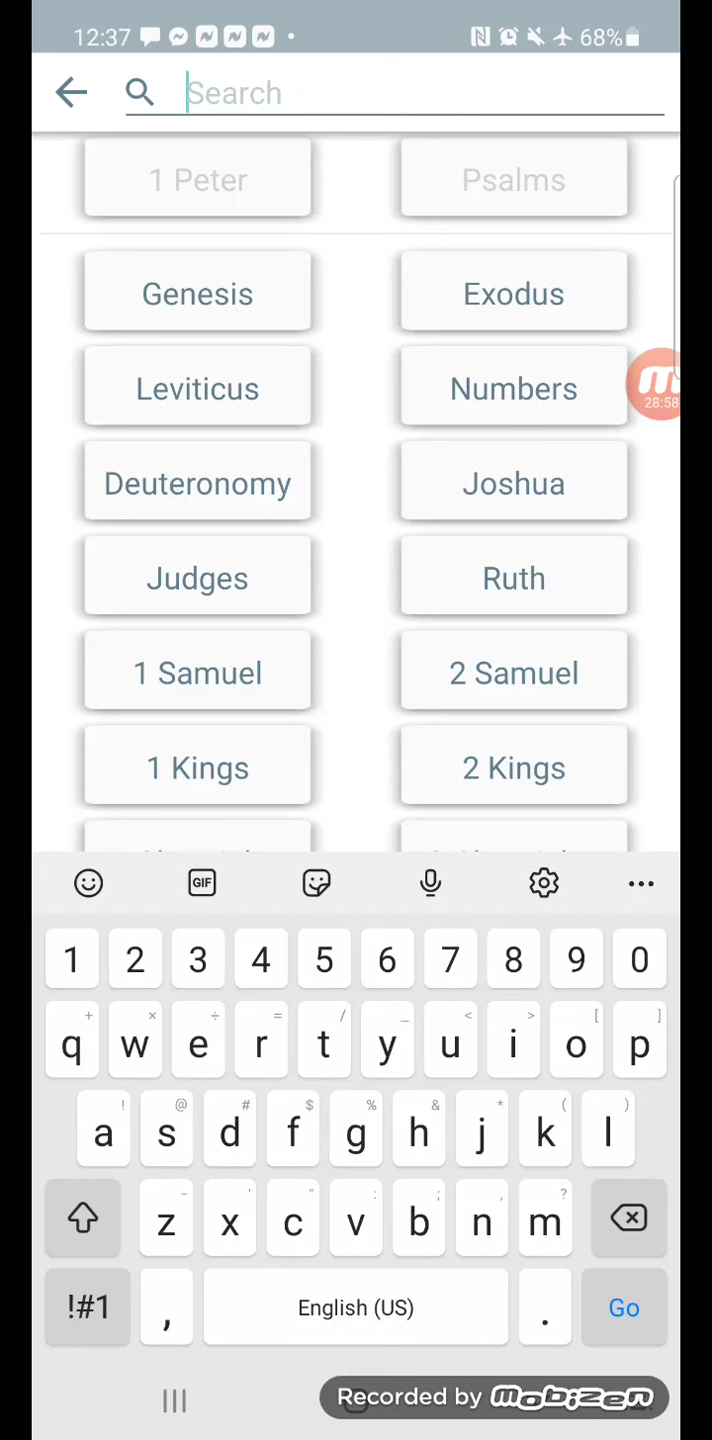 12:37 68%
Search
1 Peter Psalms
Genesis Exodus
Leviticus Numbers
28:58
Deuteronomy Joshua
Judges Ruth
1 Samuel 2 Samuel
1 Kings 2 Kings
GIF
1 2 3 4 5 6 7 8 9 0
+ × ÷ = / _ < > [ ]
q w e r t y u i o p
! @ # $ % & * ( )
a s d f g h j k l
- ' " : ; , ?
z x c v b n m
!#1 , English (US) . Go
Recorded by mobizen